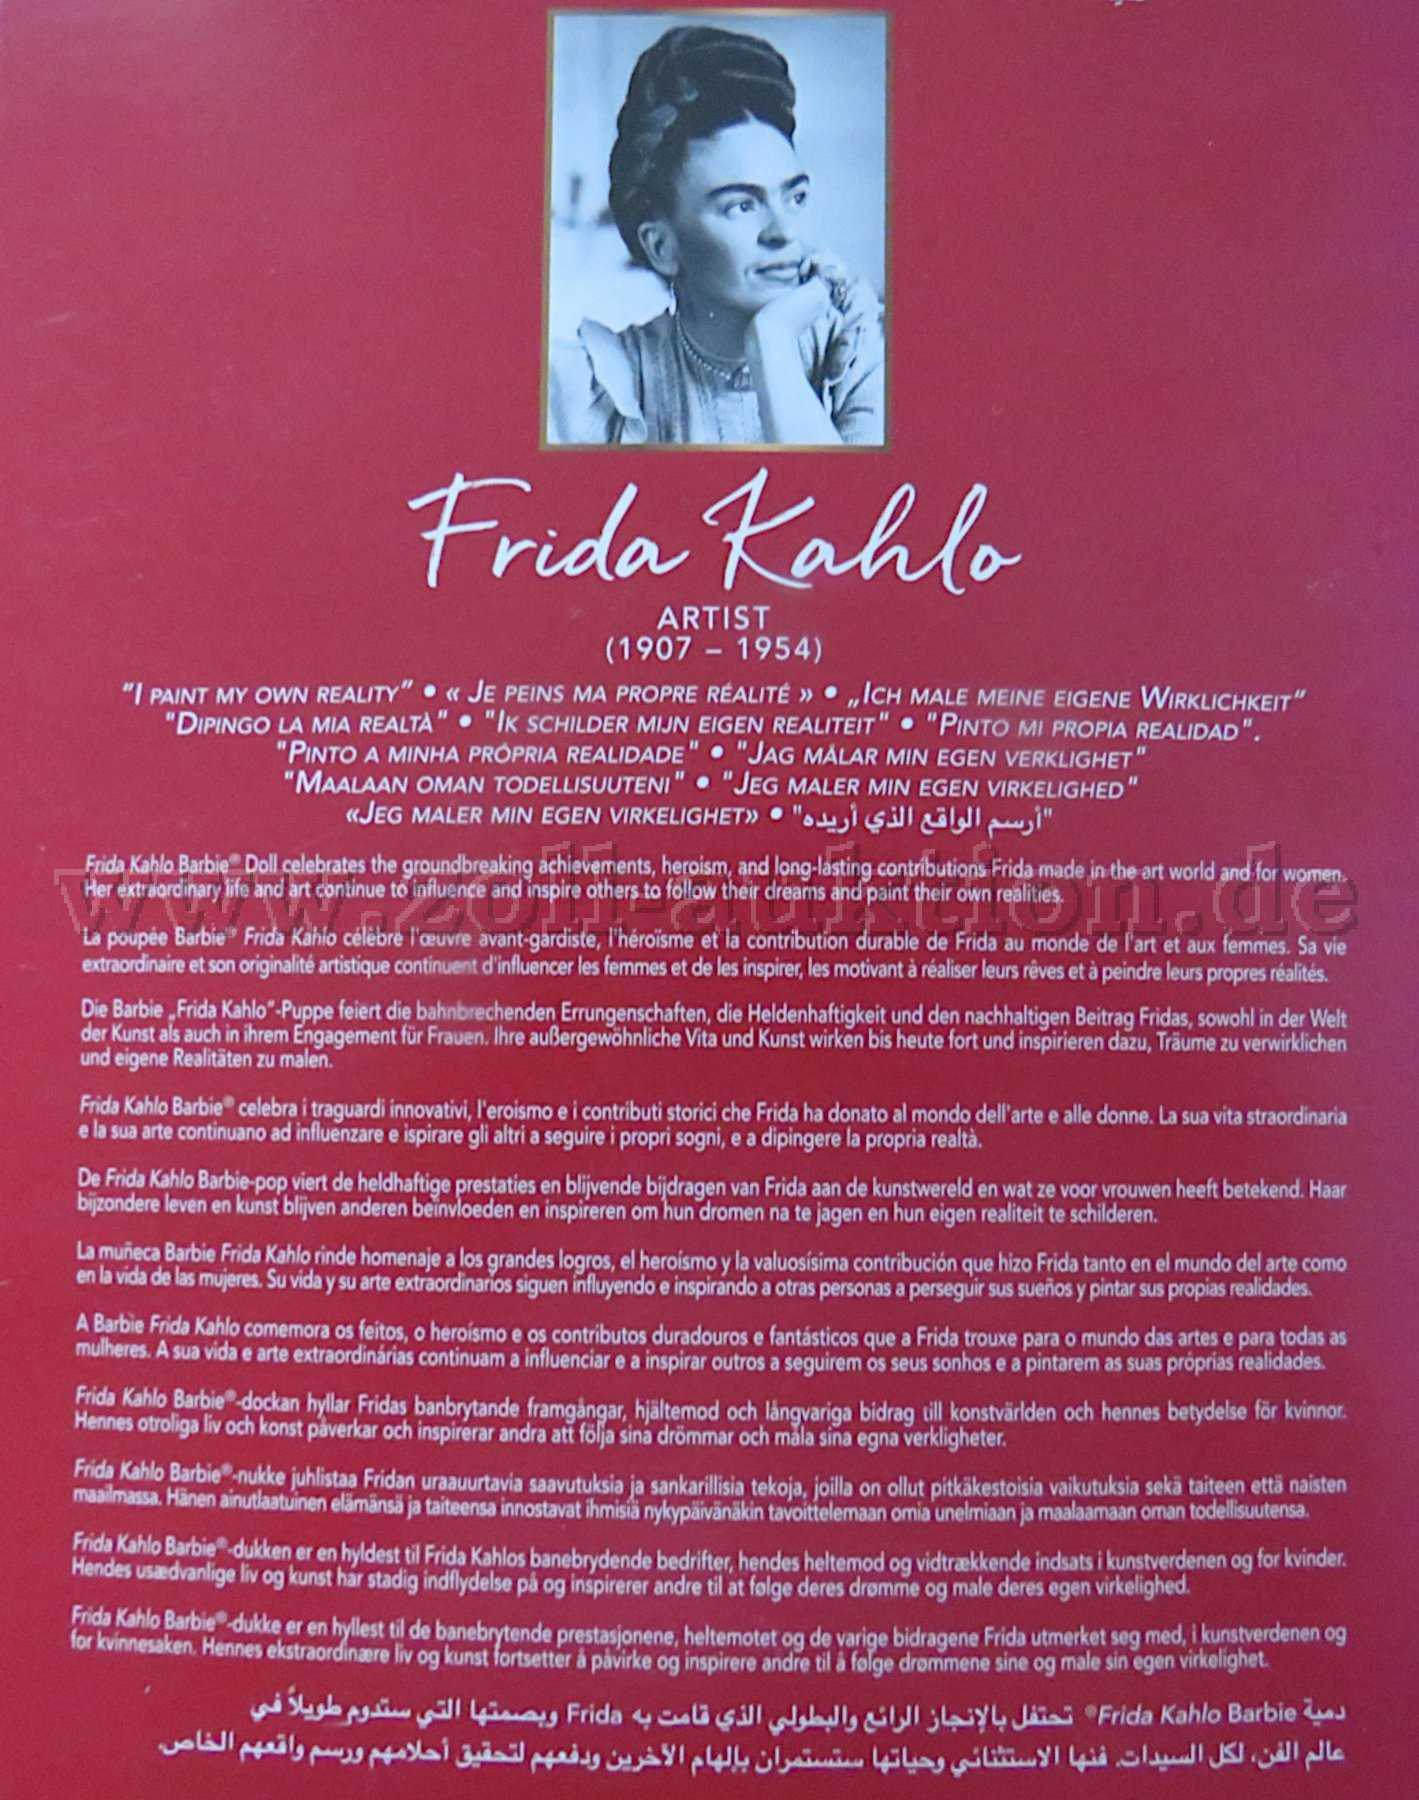 Frida Kahlo
ARTIST
(1907 – 1954)
"I PAINT MY OWN REALITY" • « JE PEINS MA PROPRE RÉALITÉ » • „ICH MALE MEINE EIGENE WIRKLICHKEIT“
"DIPINGO LA MIA REALTÀ" • "IK SCHILDER MIJN EIGEN REALITEIT" • "PINTO MI PROPIA REALIDAD".
"PINTO A MINHA PRÓPRIA REALIDADE" • "JAG MÅLAR MIN EGEN VERKLIGHET"
"MAALAAN OMAN TODELLISUUTENI" • "JEG MALER MIN EGEN VIRKELIGHED"
«JEG MALER MIN EGEN VIRKELIGHET» • "أرسم الواقع الذي أريده"
Frida Kahlo Barbie® Doll celebrates the groundbreaking achievements, heroism, and long-lasting contributions Frida made in the art world and for women.
Her extraordinary life and art continue to influence and inspire others to follow their dreams and paint their own realities.
www.zoll-auktion.de
La poupée Barbie® Frida Kahlo célèbre l'œuvre avant-gardiste, l'héroïsme et la contribution durable de Frida au monde de l'art et aux femmes. Sa vie
extraordinaire et son originalité artistique continuent d'influencer les femmes et de les inspirer, les motivant à réaliser leurs rêves et à peindre leurs propres réalités.
Die Barbie „Frida Kahlo“-Puppe feiert die bahnbrechenden Errungenschaften, die Heldenhaftigkeit und den nachhaltigen Beitrag Fridas, sowohl in der Welt
der Kunst als auch in ihrem Engagement für Frauen. Ihre außergewöhnliche Vita und Kunst wirken bis heute fort und inspirieren dazu, Träume zu verwirklichen
und eigene Realitäten zu malen.
Frida Kahlo Barbie® celebra i traguardi innovativi, l'eroismo e i contributi storici che Frida ha donato al mondo dell'arte e alle donne. La sua vita straordinaria
e la sua arte continuano ad influenzare e ispirare gli altri a seguire i propri sogni, e a dipingere la propria realtà.
De Frida Kahlo Barbie-pop viert de heldhaftige prestaties en blijvende bijdragen van Frida aan de kunstwereld en wat ze voor vrouwen heeft betekend. Haar
bijzondere leven en kunst blijven anderen beïnvloeden en inspireren om hun dromen na te jagen en hun eigen realiteit te schilderen.
La muñeca Barbie Frida Kahlo rinde homenaje a los grandes logros, el heroísmo y la valuosísima contribución que hizo Frida tanto en el mundo del arte como
en la vida de las mujeres. Su vida y su arte extraordinarios siguen influyendo e inspirando a otras personas a perseguir sus sueños y pintar sus propias realidades.
A Barbie Frida Kahlo comemora os feitos, o heroísmo e os contributos duradouros e fantásticos que a Frida trouxe para o mundo das artes e para todas as
mulheres. A sua vida e arte extraordinárias continuam a influenciar e a inspirar outros a seguirem os seus sonhos e a pintarem as suas próprias realidades.
Frida Kahlo Barbie®-dockan hyllar Fridas banbrytande framgångar, hjältemod och långvariga bidrag till konstvärlden och hennes betydelse för kvinnor.
Hennes otroliga liv och konst påverkar och inspirerar andra att följa sina drömmar och måla sina egna verkligheter.
Frida Kahlo Barbie®-nukke juhlistaa Fridan uraauurtavia saavutuksia ja sankarillisia tekoja, joilla on ollut pitkäkestoisia vaikutuksia sekä taiteen että naisten
maailmassa. Hänen ainutlaatuinen elämänsä ja taiteensa innostavat ihmisiä nykypäivänäkin tavoittelemaan omia unelmiaan ja maalaamaan oman todellisuutensa.
Frida Kahlo Barbie®-dukken er en hyldest til Frida Kahlos banebrydende bedrifter, hendes heltemod og vidtrækkende indsats i kunstverdenen og for kvinder.
Hendes usædvanlige liv og kunst har stadig indflydelse på og inspirerer andre til at følge deres drømme og male deres egen virkelighed.
Frida Kahlo Barbie®-dukke er en hyllest til de banebrytende prestasjonene, heltemotet og de varige bidragene Frida utmerket seg med, i kunstverdenen og
for kvinnesaken. Hennes ekstraordinære liv og kunst fortsetter å påvirke og inspirere andre til å følge drømmene sine og male sin egen virkelighet.
دمية Frida Kahlo Barbie® تحتفل بالإنجاز الرائع والبطولي الذي قامت به Frida وبصمتها التي ستدوم طويلاً في
عالم الفن، لكل السيدات. فنها الاستثنائي وحياتها ستستمران بإلهام الآخرين ودفعهم لتحقيق أحلامهم ورسم واقعهم الخاص.